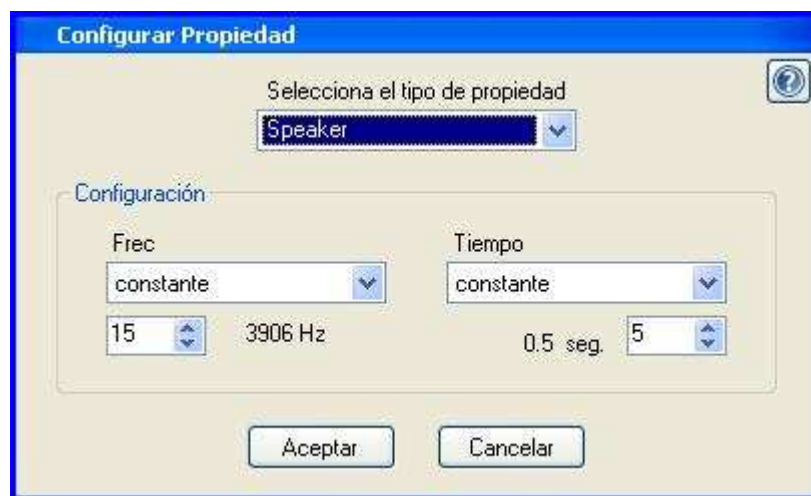 Configurar Propiedad
Selecciona el tipo de propiedad
Speaker
Configuración
Frec
Tiempo
constante
constante
15
3906 Hz
0.5 seg.
5
Aceptar
Cancelar